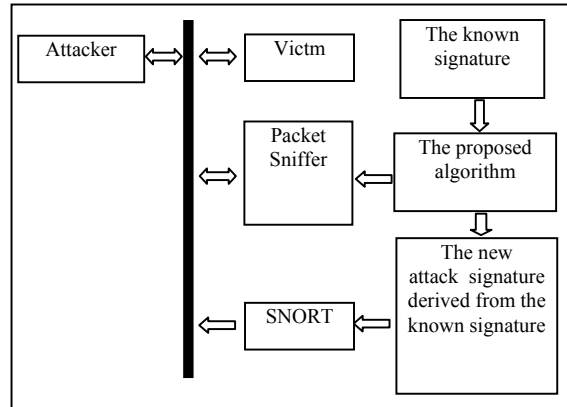 Attacker
Victm
The known
signature
Packet
Sniffer
The proposed
algorithm
The new
attack signature
derived from the
known signature
SNORT